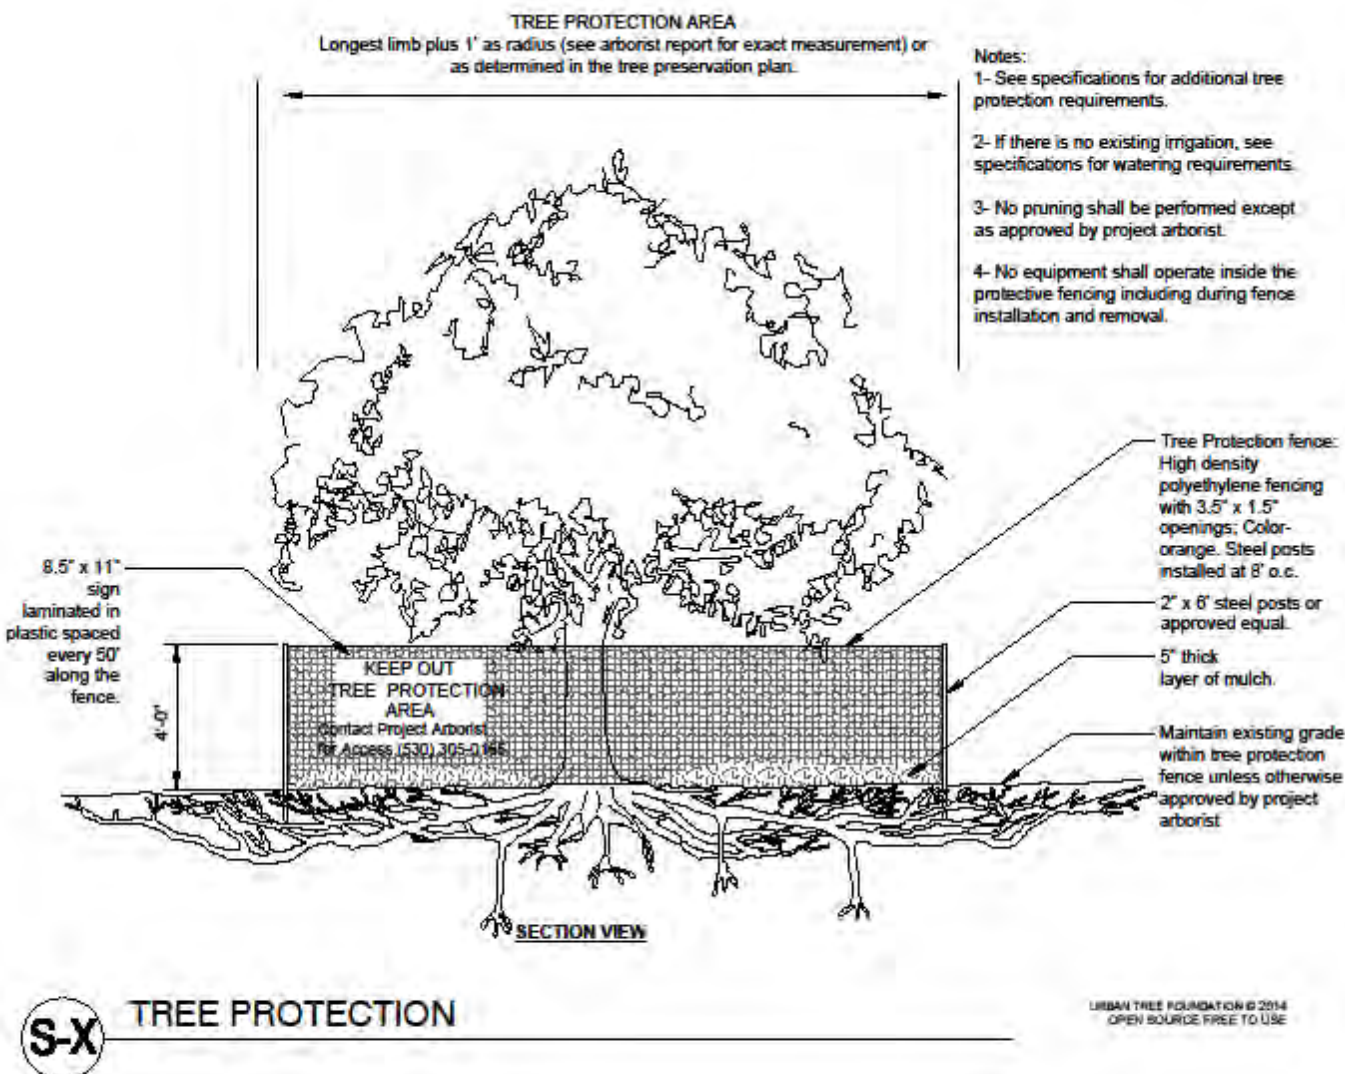 TREE PROTECTION AREA
Longest limb plus 1' as radius (see arborist report for exact measurement) or
as determined in the tree preservation plan.
Notes:
1- See specifications for additional tree
protection requirements.
2- If there is no existing irrigation, see
specifications for watering requirements.
3- No pruning shall be performed except
as approved by project arborist.
4- No equipment shall operate inside the
protective fencing including during fence
installation and removal.
Tree Protection fence:
High density
polyethylene fencing
with 3.5" x 1.5"
openings; Color-
orange. Steel posts
installed at 8' o.c.
2" x 6' steel posts or
approved equal.
5" thick
layer of mulch.
Maintain existing grade
within tree protection
fence unless otherwise
approved by project
arborist
8.5" x 11"
sign
laminated in
plastic spaced
every 50'
along the
fence.
4'-0"
KEEP OUT
TREE PROTECTION
AREA
Contact Project Arborist
for Access (530)
SECTION VIEW
S-X
TREE PROTECTION
URBAN TREE FOUNDATION © 2014
OPEN SOURCE FREE TO USE